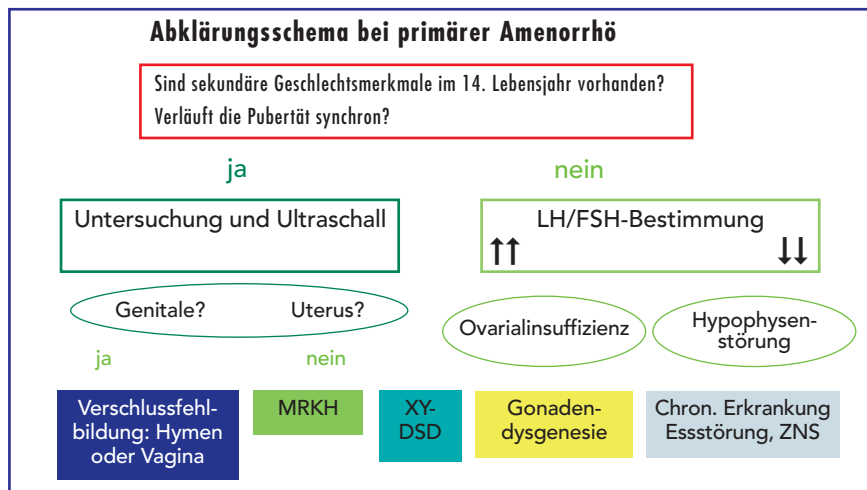 Abklärungsschema bei primärer Amenorrhö
Sind sekundäre Geschlechtsmerkmale im 14. Lebensjahr vorhanden?
Verläuft die Pubertät synchron?
ja
nein
Untersuchung und Ultraschall
LH/FSH-Bestimmung
↑↑ ↓↓
Genitale? Uterus?
ja nein
Ovarialinsuffizienz
Hypophysen-
störung
Verschlussfehl-
bildung: Hymen
oder Vagina
MRKH
XY-
DSD
Gonaden-
dysgenesie
Chron. Erkrankung
Essstörung, ZNS